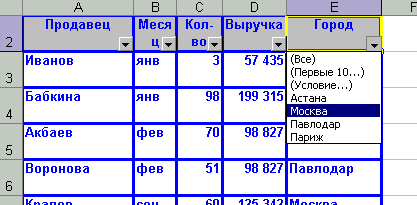 A B C D E F
Продавец Меся ц Кол-во Выручка Город
2
3 Иванов янв 3 57 435
(Все)
(Первые 10...)
(Условие...)
Астана
Москва
Павлодар
Париж
4 Бабкина янв 98 199 315
5 Акбаев фев 70 98 827
6 Воронова фев 51 98 827 Павлодар